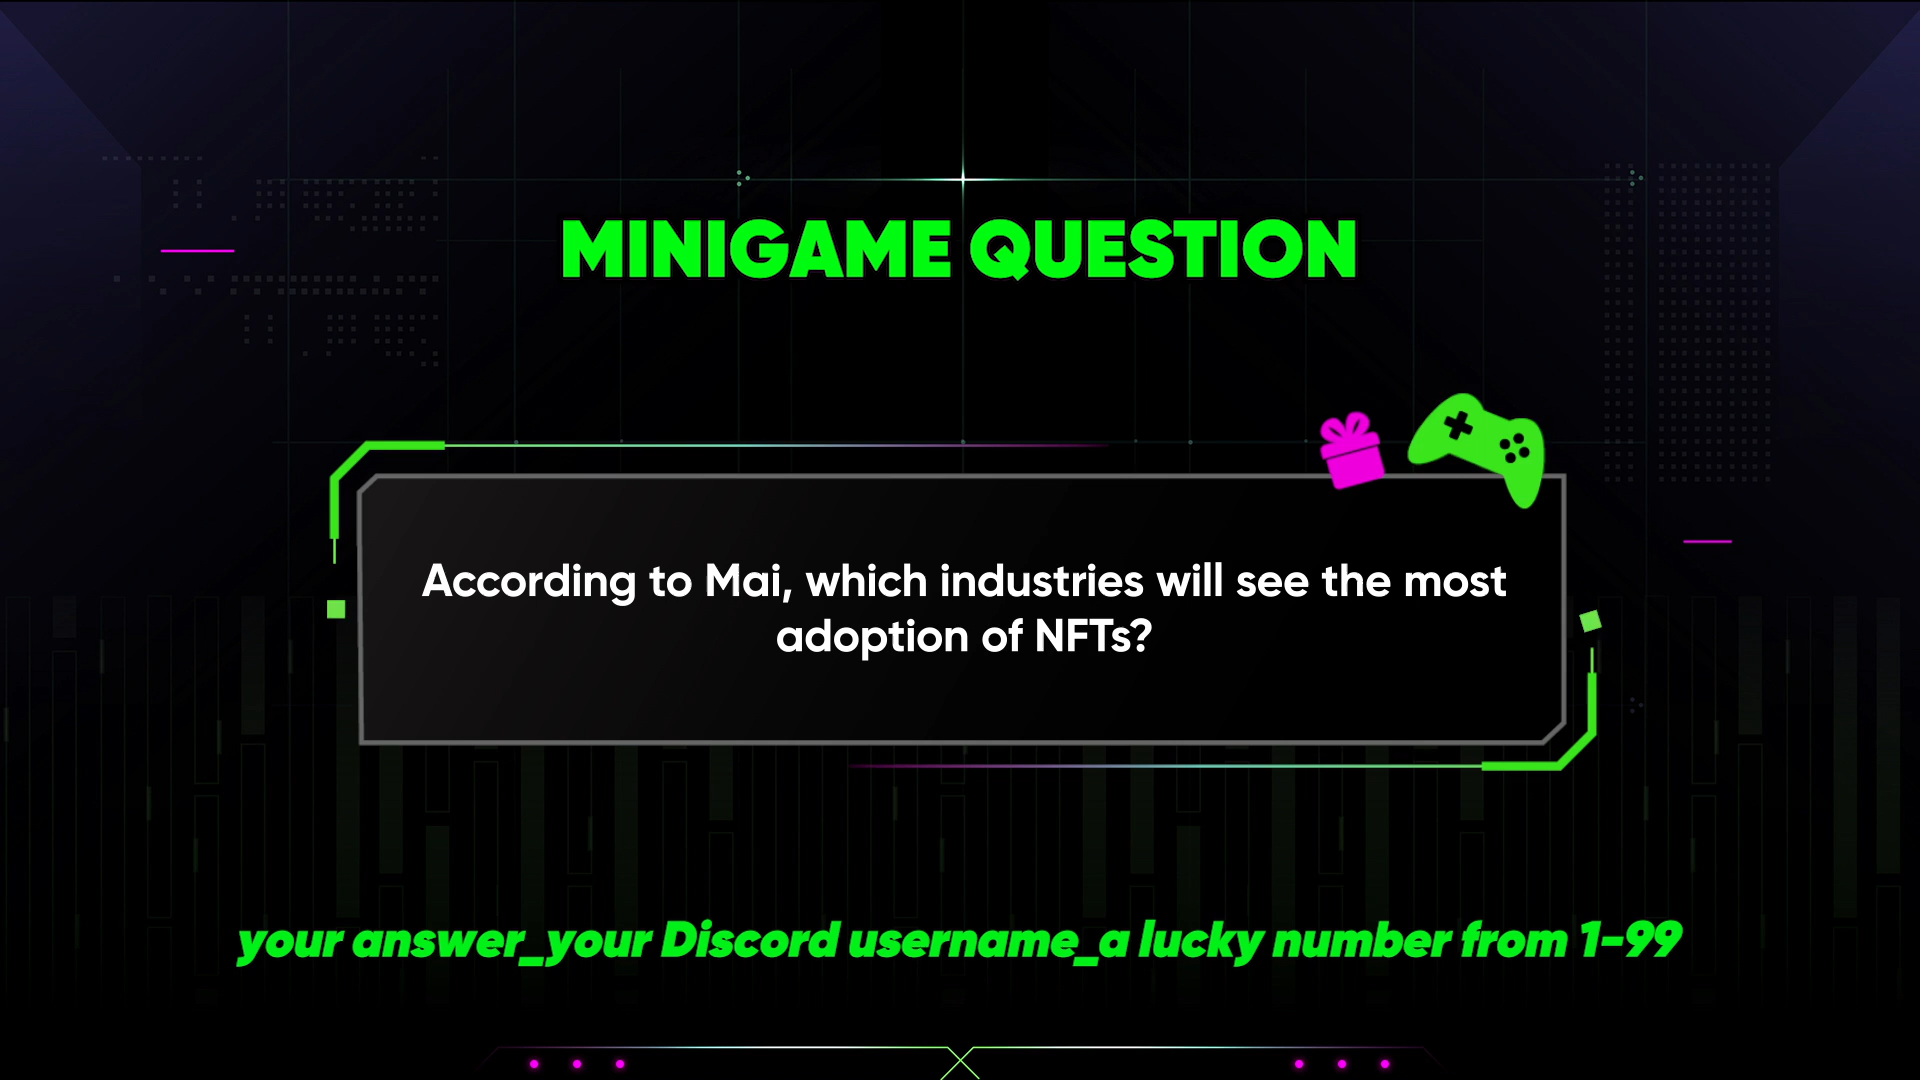 MINIGAME QUESTION
According to Mai, which industries will see the most
adoption of NFTs?
your answer_your Discord username_a lucky number from 1-99